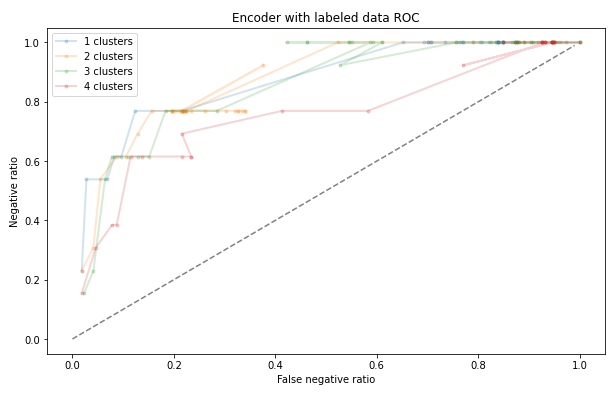 Encoder with labeled data ROC
1 clusters
2 clusters
3 clusters
4 clusters
Negative ratio
1.0
0.8
0.6
0.4
0.2
0.0
0.0 0.2 0.4 0.6 0.8 1.0
False negative ratio